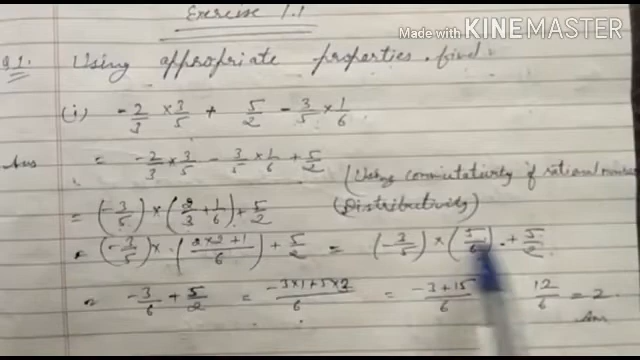 Exercise 1.1
Made with KINEMASTER
Q1. Using appropriate properties. find :
(i) -2/3 × 3/5 + 5/2 - 3/5 × 1/6
Ans = -2/3 × 3/5 - 3/5 × 1/6 + 5/2
(Using commutativity of rational
= (-3/5) × (2/3 + 1/6) + 5/2 (Distributivity)
= (-3/5) × (2×2+1/6) + 5/2 = (-3/5) × (5/6) + 5/2
= -3/6 + 5/2 = -3×1+5×3/6 = -3+15/6 12/6 = 2
Ans